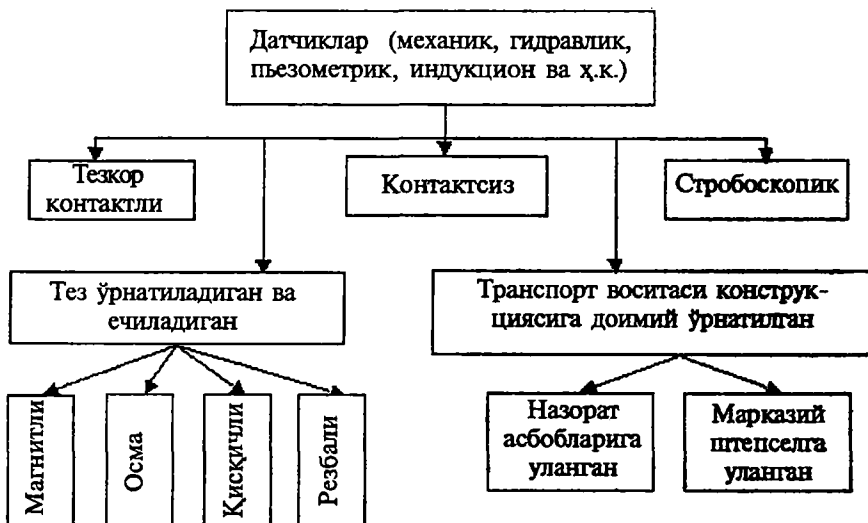 Датчиклар (механик, гидравлик,
пьезометрик, индукцион ва ҳ.к.)
Тезкор
контактли
Контактсиз
Стробоскопик
Тез ўрнатиладиган ва
ечиладиган
Транспорт воситаси конструк-
циясига доимий ўрнатилган
Магнитли
Осма
Қисқичли
Резбали
Назорат
асбобларига
уланган
Марказий
штепселга
уланган